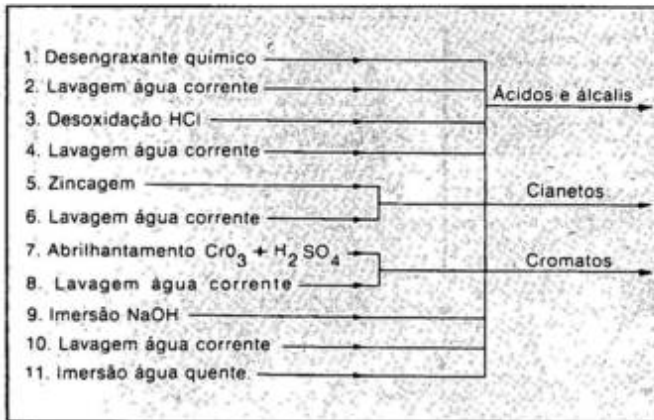 1. Desengraxante químico
2. Lavagem água corrente
Ácidos e álcalis
3. Desoxidação HCl
4. Lavagem água corrente
5. Zincagem
Cianetos
6. Lavagem água corrente
7. Abrilhantamento CrO3 + H2SO4
Cromatos
8. Lavagem água corrente
9. Imersão NaOH
10. Lavagem água corrente
11. Imersão água quente.